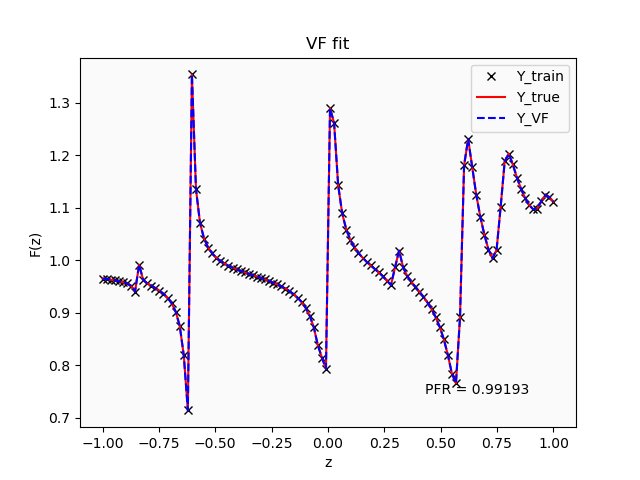 VF fit
Y_train
Y_true
Y_VF
F(z)
1.3
1.2
1.1
1.0
0.9
0.8
0.7
PFR = 0.99193
−1.00 −0.75 −0.50 −0.25 0.00 0.25 0.50 0.75 1.00
z